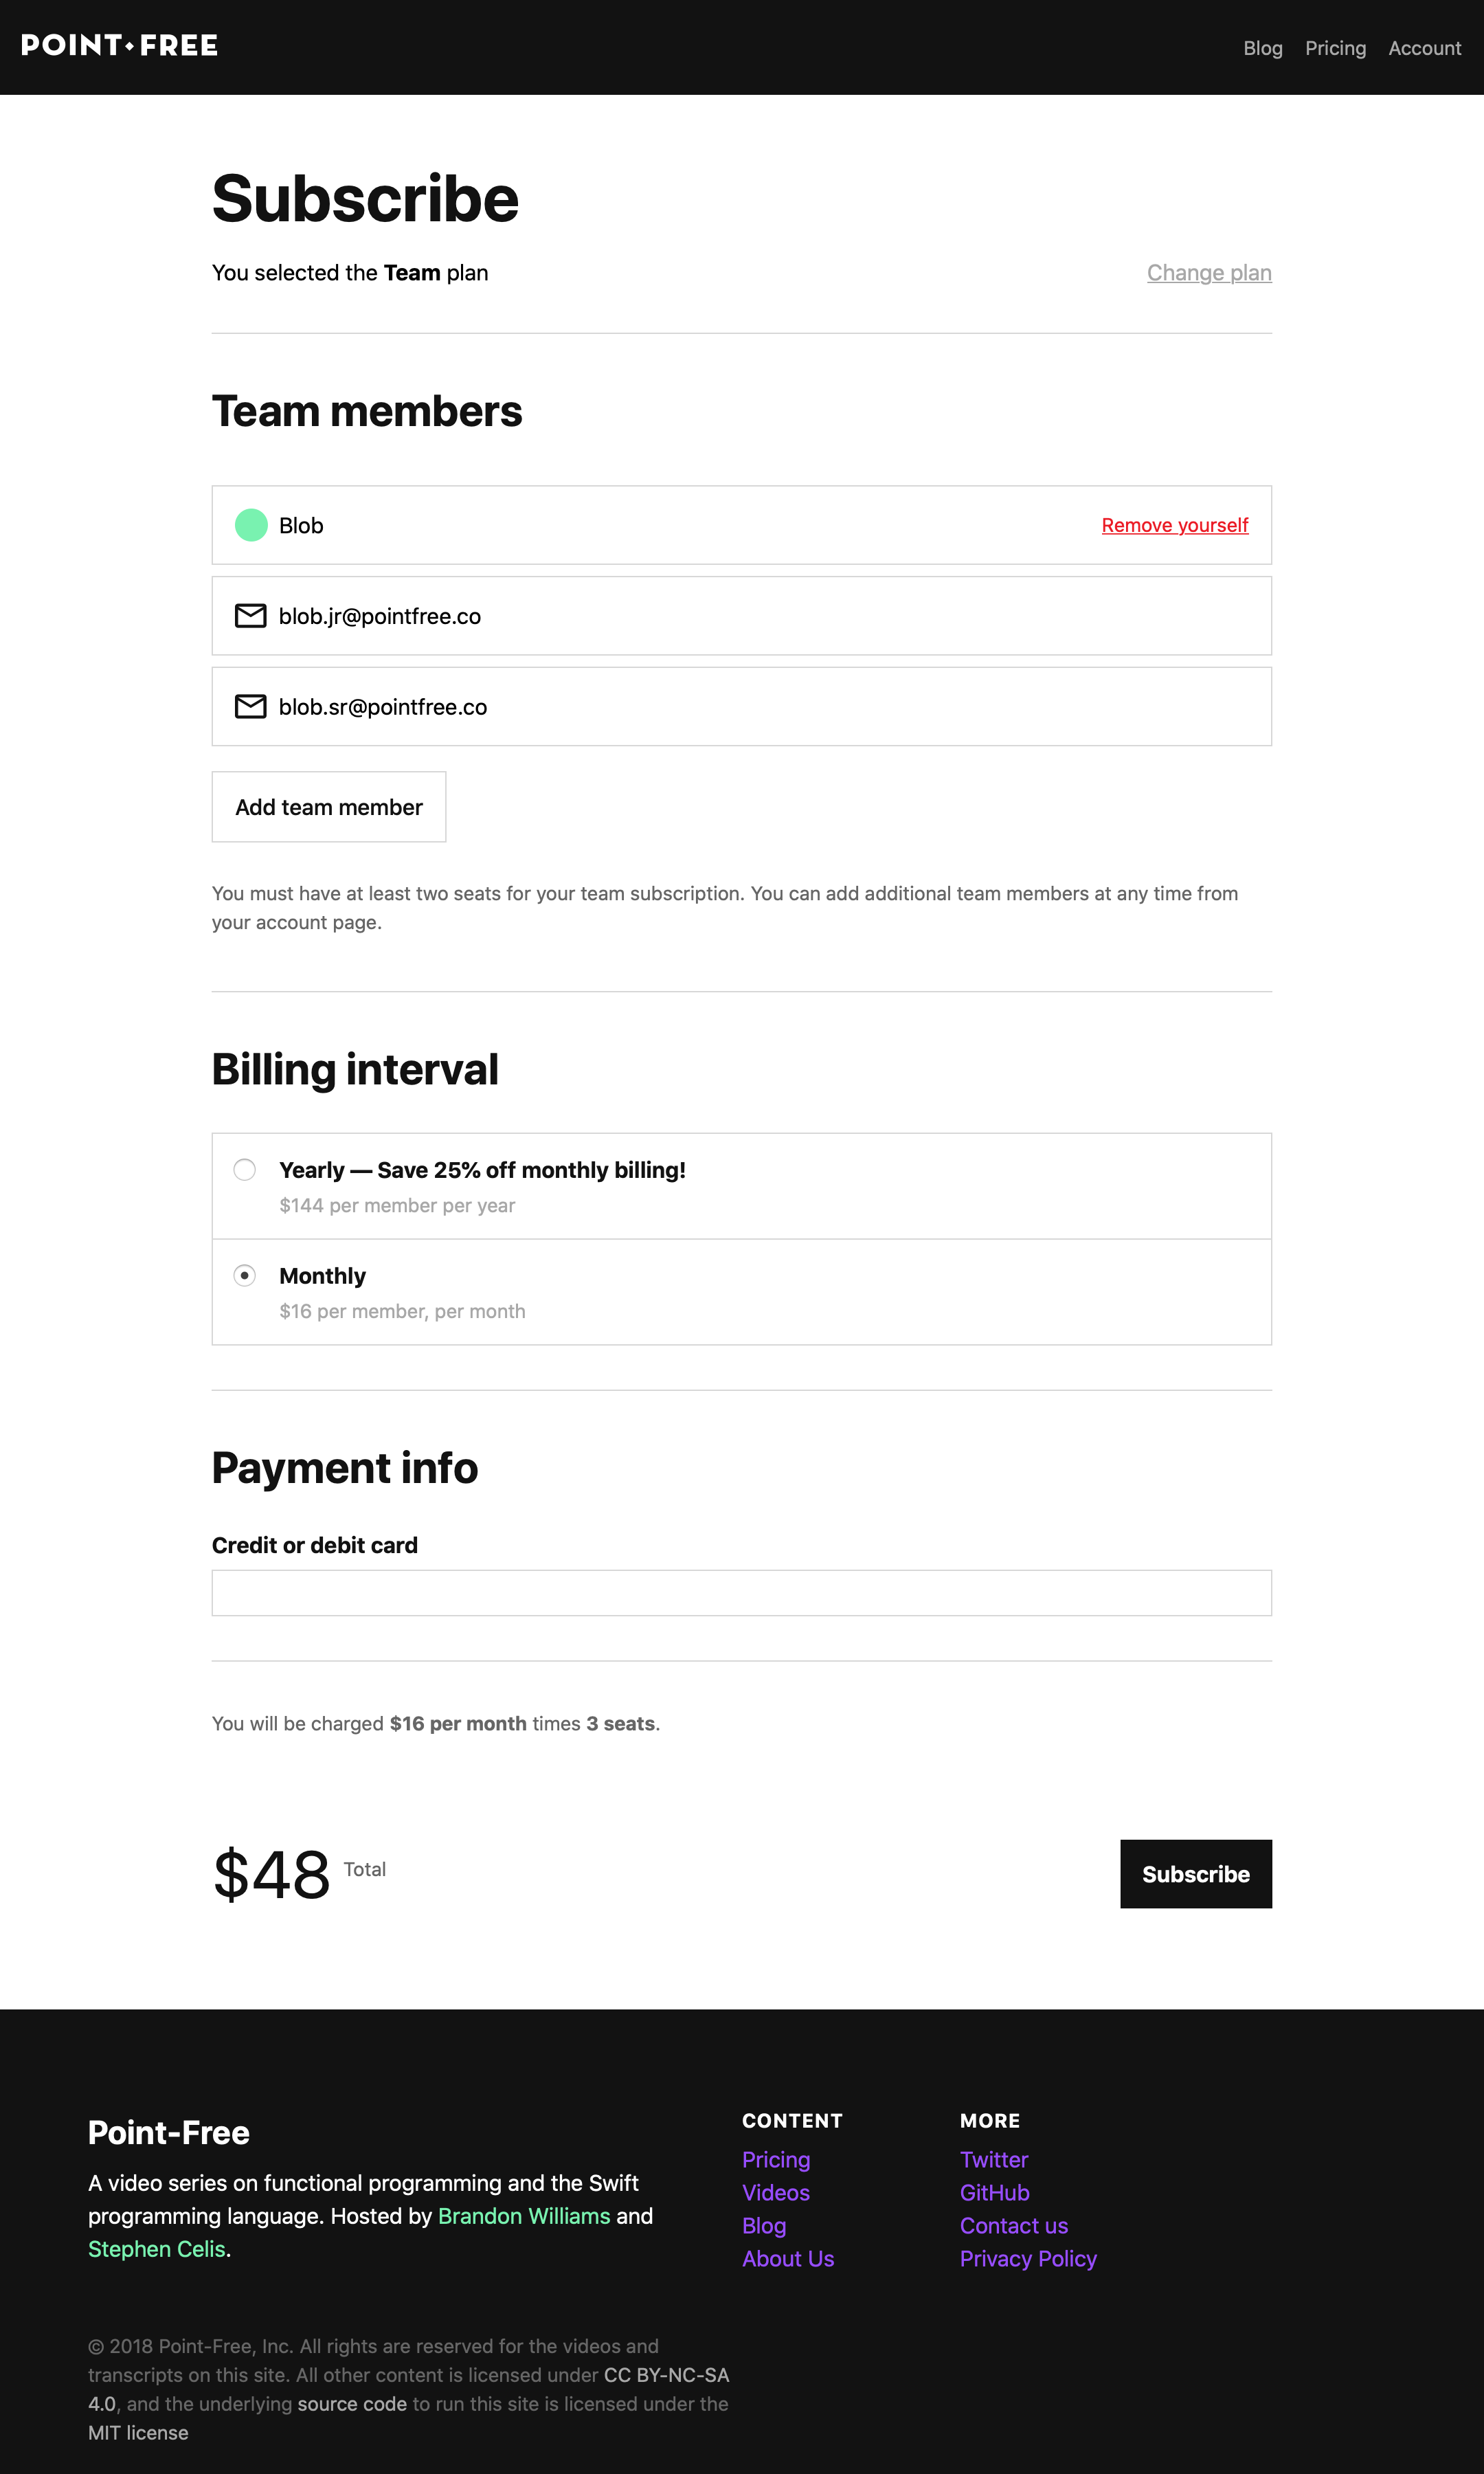 POINT·FREE
Blog Pricing Account
Subscribe
You selected the Team plan
Change plan
Team members
Blob
Remove yourself
blob.jr@pointfree.co
blob.sr@pointfree.co
Add team member
You must have at least two seats for your team subscription. You can add additional team members at any time from
your account page.
Billing interval
Yearly — Save 25% off monthly billing!
$144 per member per year
Monthly
$16 per member, per month
Payment info
Credit or debit card
You will be charged $16 per month times 3 seats.
$48 Total
Subscribe
Point-Free
A video series on functional programming and the Swift
programming language. Hosted by Brandon Williams and
Stephen Celis.
CONTENT
Pricing
Videos
Blog
About Us
MORE
Twitter
GitHub
Contact us
Privacy Policy
© 2018 Point-Free, Inc. All rights are reserved for the videos and
transcripts on this site. All other content is licensed under CC BY-NC-SA
4.0, and the underlying source code to run this site is licensed under the
MIT license